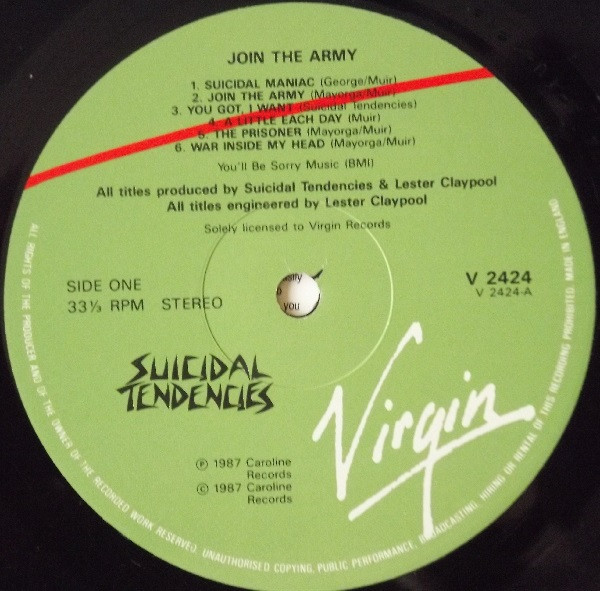 JOIN THE ARMY
1. SUICIDAL MANIAC (George/Muir)
2. JOIN THE ARMY (Mayorga/Muir)
3. YOU GOT, I WANT (Suicidal Tendencies)
4. A LITTLE EACH DAY (Muir)
5. THE PRISONER (Mayorga/Muir)
6. WAR INSIDE MY HEAD (Mayorga/Muir)
You'll Be Sorry Music (BMI)
All titles produced by Suicidal Tendencies & Lester Claypool
All titles engineered by Lester Claypool
Solely licensed to Virgin Records
SIDE ONE
33⅓ RPM STEREO
V 2424
V 2424-A
you
SUICIDAL
TENDENCIES
Virgin
℗ 1987 Caroline
Records
© 1987 Caroline
Records
ALL RIGHTS OF THE PRODUCER AND OF THE OWNER OF THE RECORDED WORK RESERVED. UNAUTHORISED COPYING, PUBLIC PERFORMANCE, BROADCASTING, HIRING OR RENTAL OF THIS RECORDING PROHIBITED. MADE IN ENGLAND